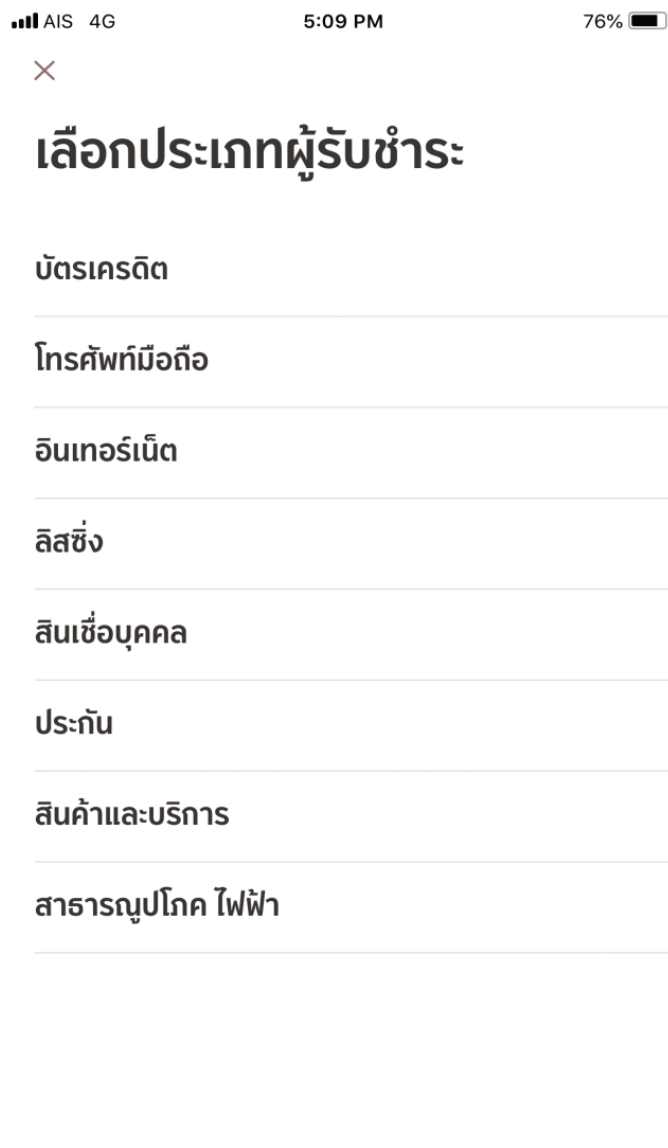 AIS 4G 5:09 PM 76%
เลือกประเภทผู้รับชำระ
บัตรเครดิต
โทรศัพท์มือถือ
อินเทอร์เน็ต
ลิสซิ่ง
สินเชื่อบุคคล
ประกัน
สินค้าและบริการ
สาธารณูปโภค ไฟฟ้า